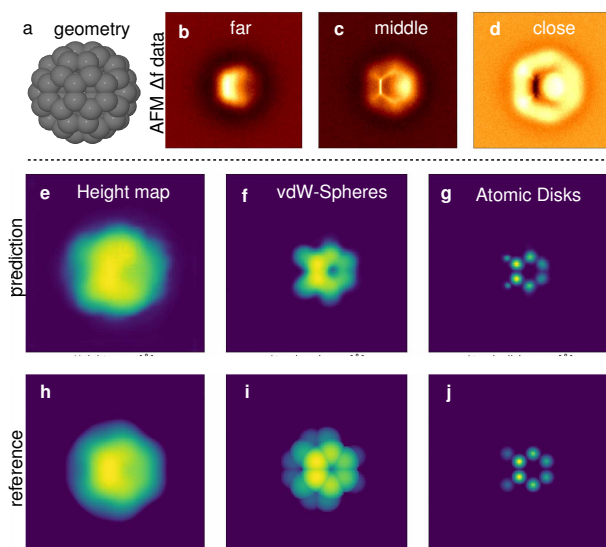 a geometry
AFM Δf data
b far
c middle
d close
prediction
e Height map
f vdW-Spheres
g Atomic Disks
reference
h
i
j